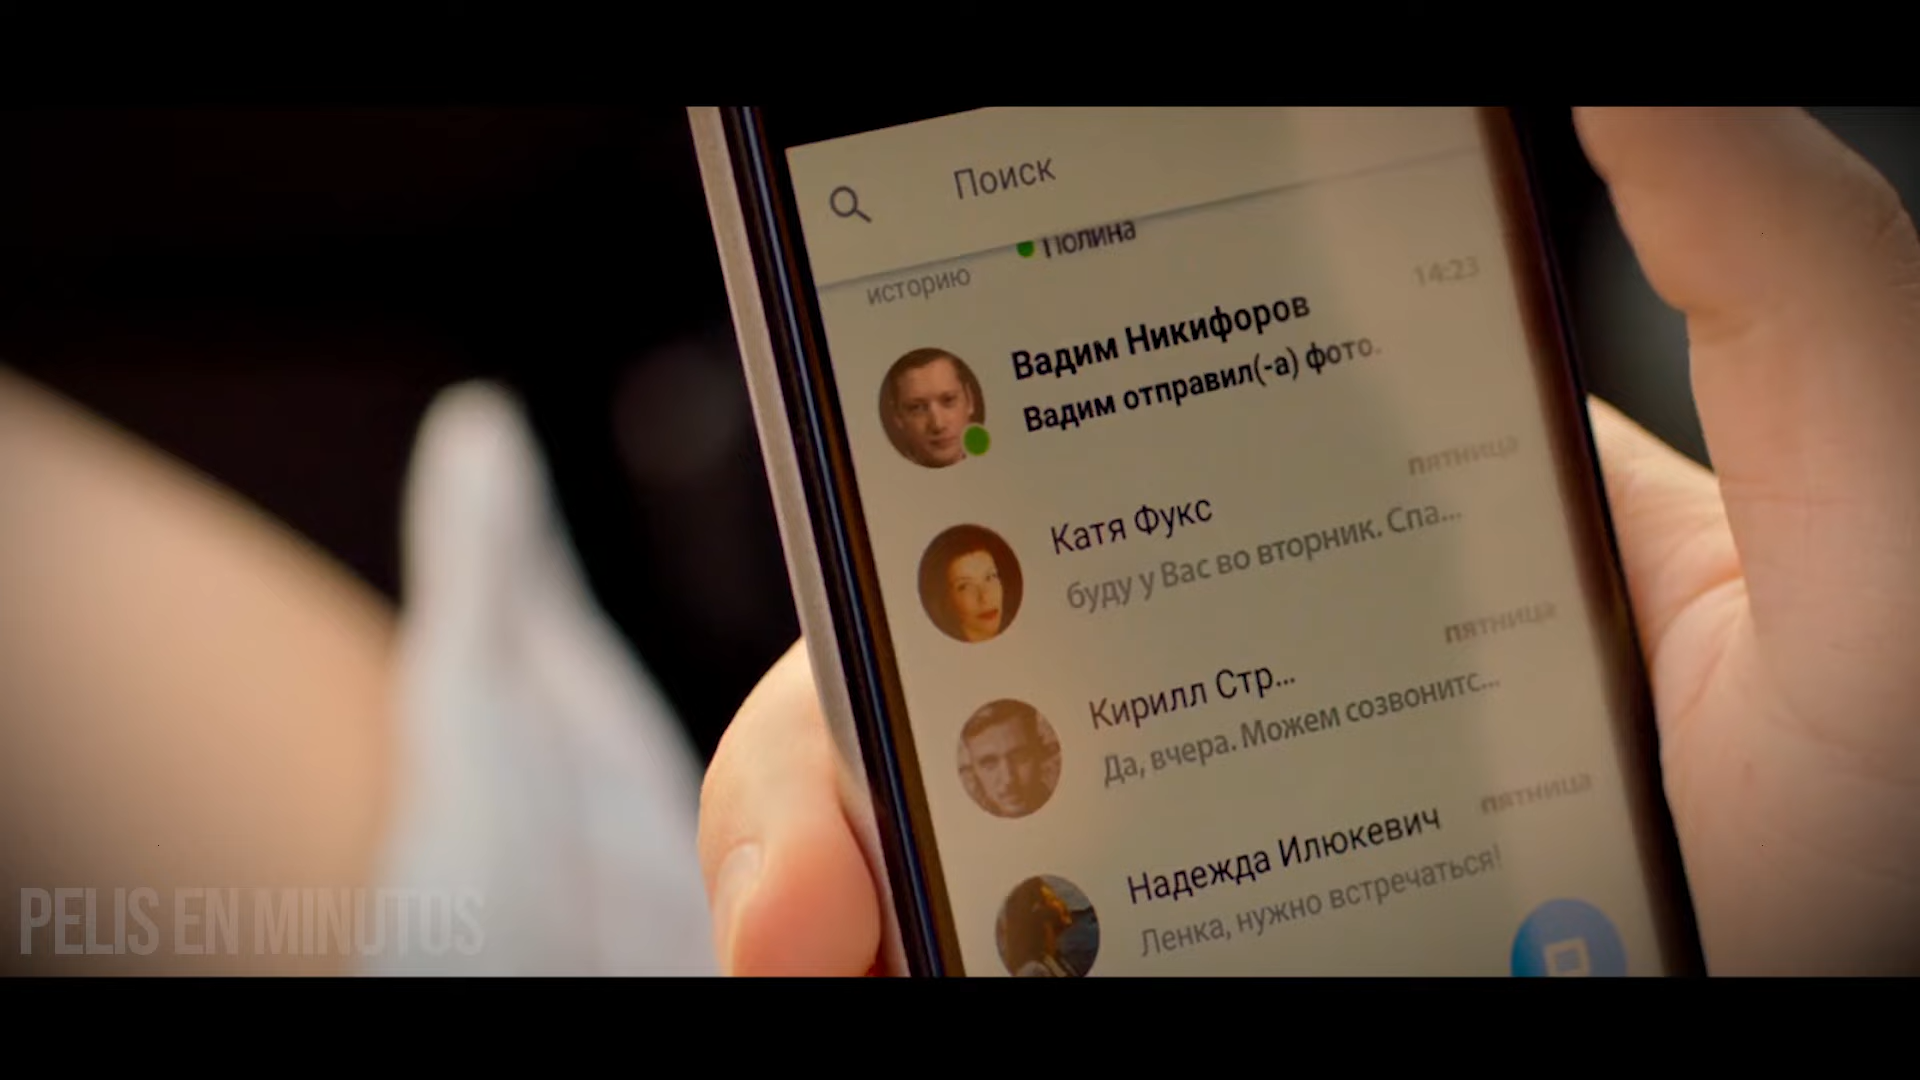 Поиск
историю
Полина
Вадим Никифоров
14:23
Вадим отправил(-а) фото.
Катя Фукс
пятница
буду у Вас во вторник. Спа...
Кирилл Стр...
пятница
Да, вчера. Можем созвонитс...
Надежда Илюкевич
пятница
Ленка, нужно встречаться!
PELIS EN MINUTOS